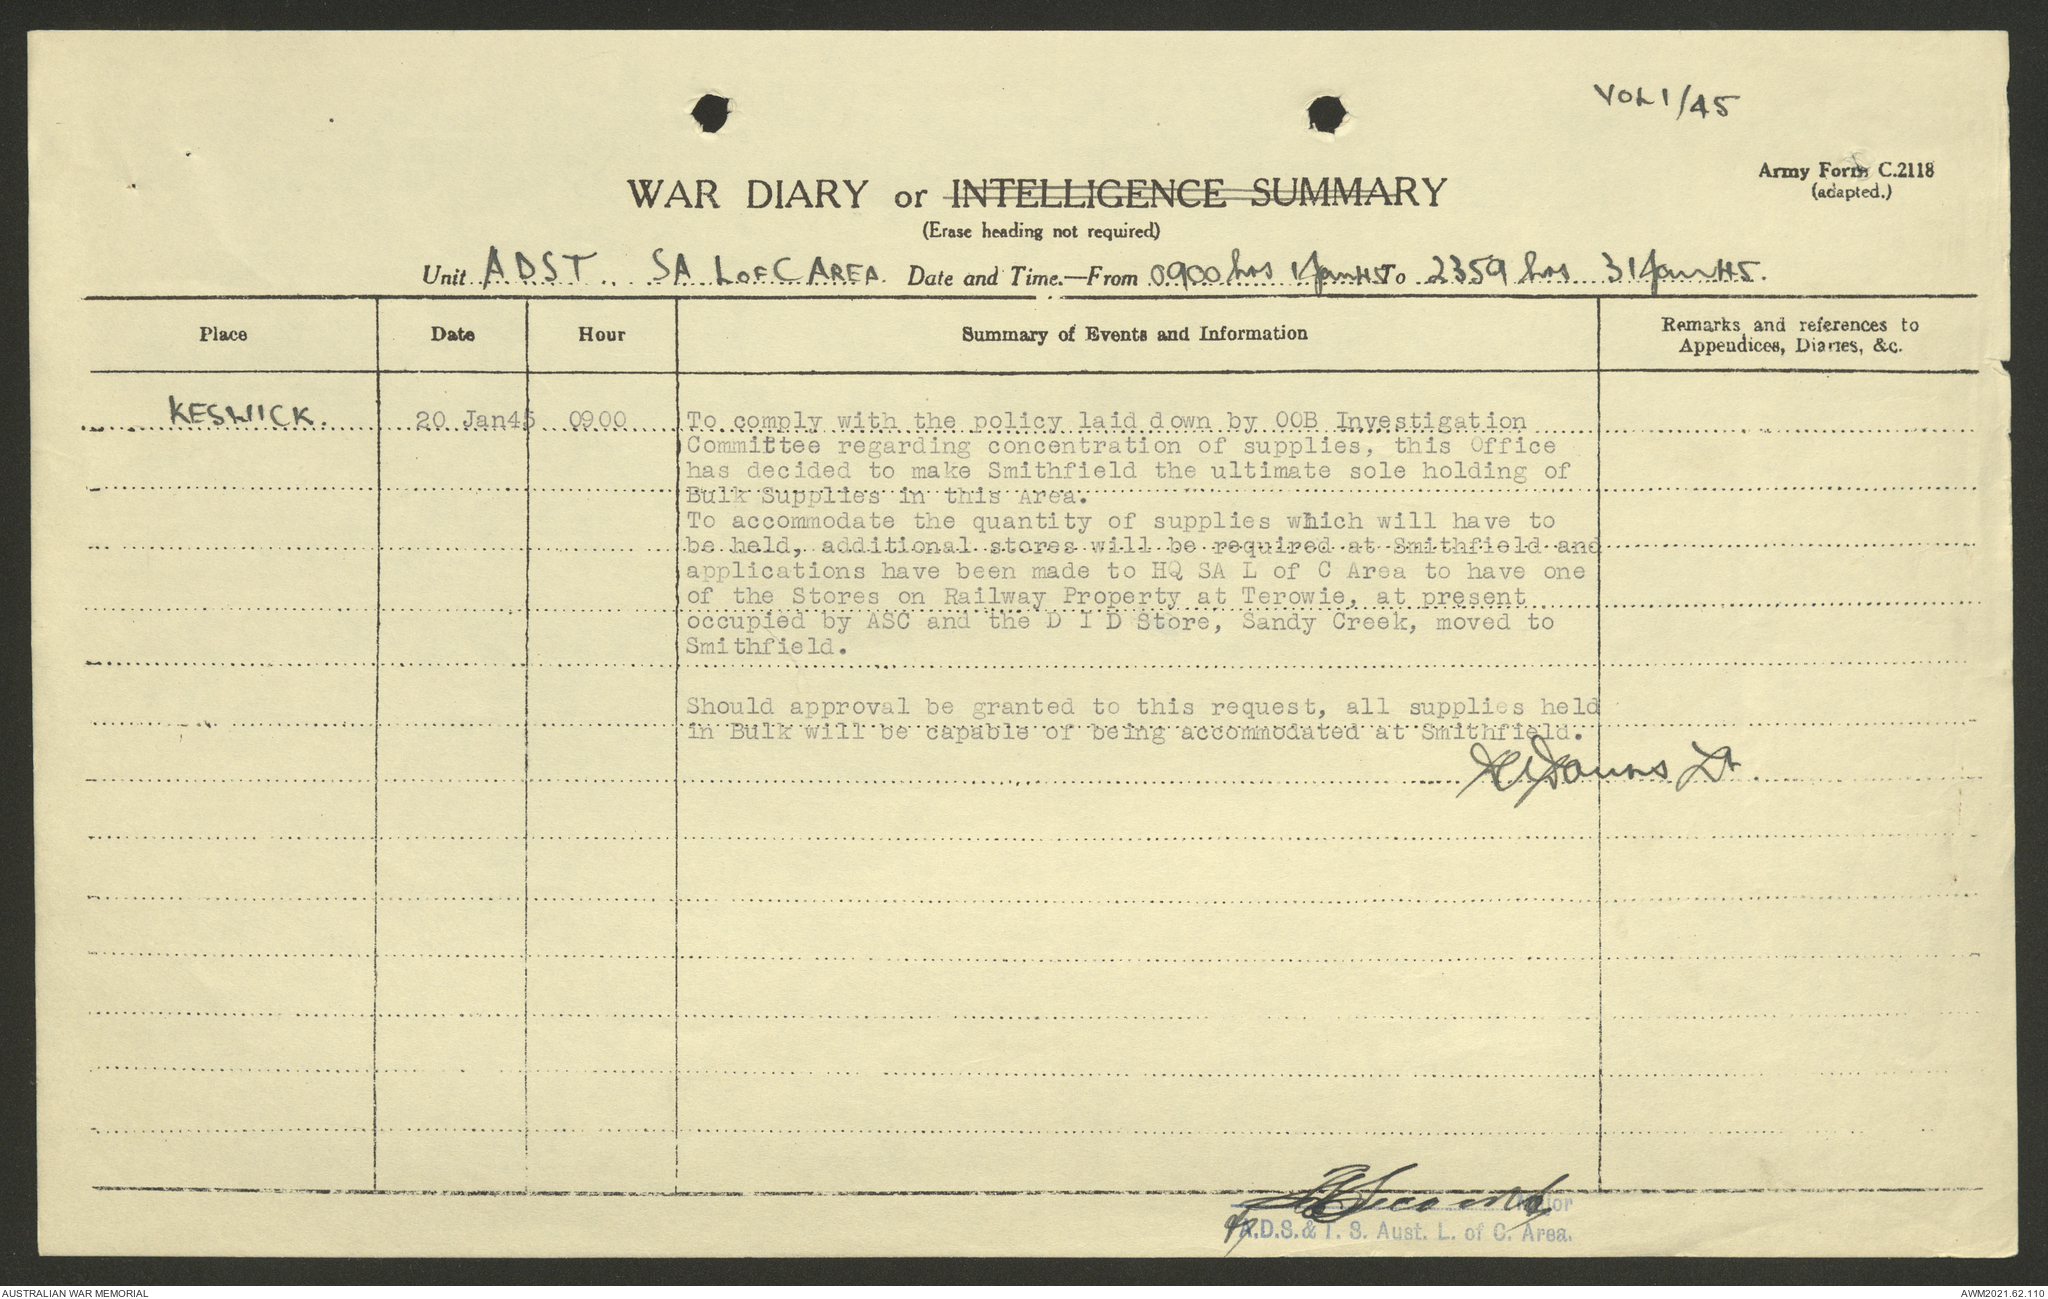 VOL 1/45
Army Form C.2118
(adapted.)
WAR DIARY or INTELLIGENCE SUMMARY
(Erase heading not required)
Unit ADST SA L OF C AREA. Date and Time.—From 0900 hrs 1 Jan 45 To 2359 hrs 31 Jan 45.
Place Date Hour Summary of Events and Information Remarks and references to
Appendices, Diaries, &c.
KESWICK. 20 Jan45 0900 To comply with the policy laid down by OOB Investigation
Committee regarding concentration of supplies, this Office
has decided to make Smithfield the ultimate sole holding of
Bulk Supplies in this Area.
To accommodate the quantity of supplies which will have to
be held, additional stores will be required at Smithfield and
applications have been made to HQ SA L of C Area to have one
of the Stores on Railway Property at Terowie, at present
occupied by ASC and the D I D Store, Sandy Creek, moved to
Smithfield.
Should approval be granted to this request, all supplies held
in Bulk will be capable of being accommodated at Smithfield.
Lt
Major
A.D.S.& T. S. Aust. L. of C. Area.
AUSTRALIAN WAR MEMORIAL
AWM2021.62.110